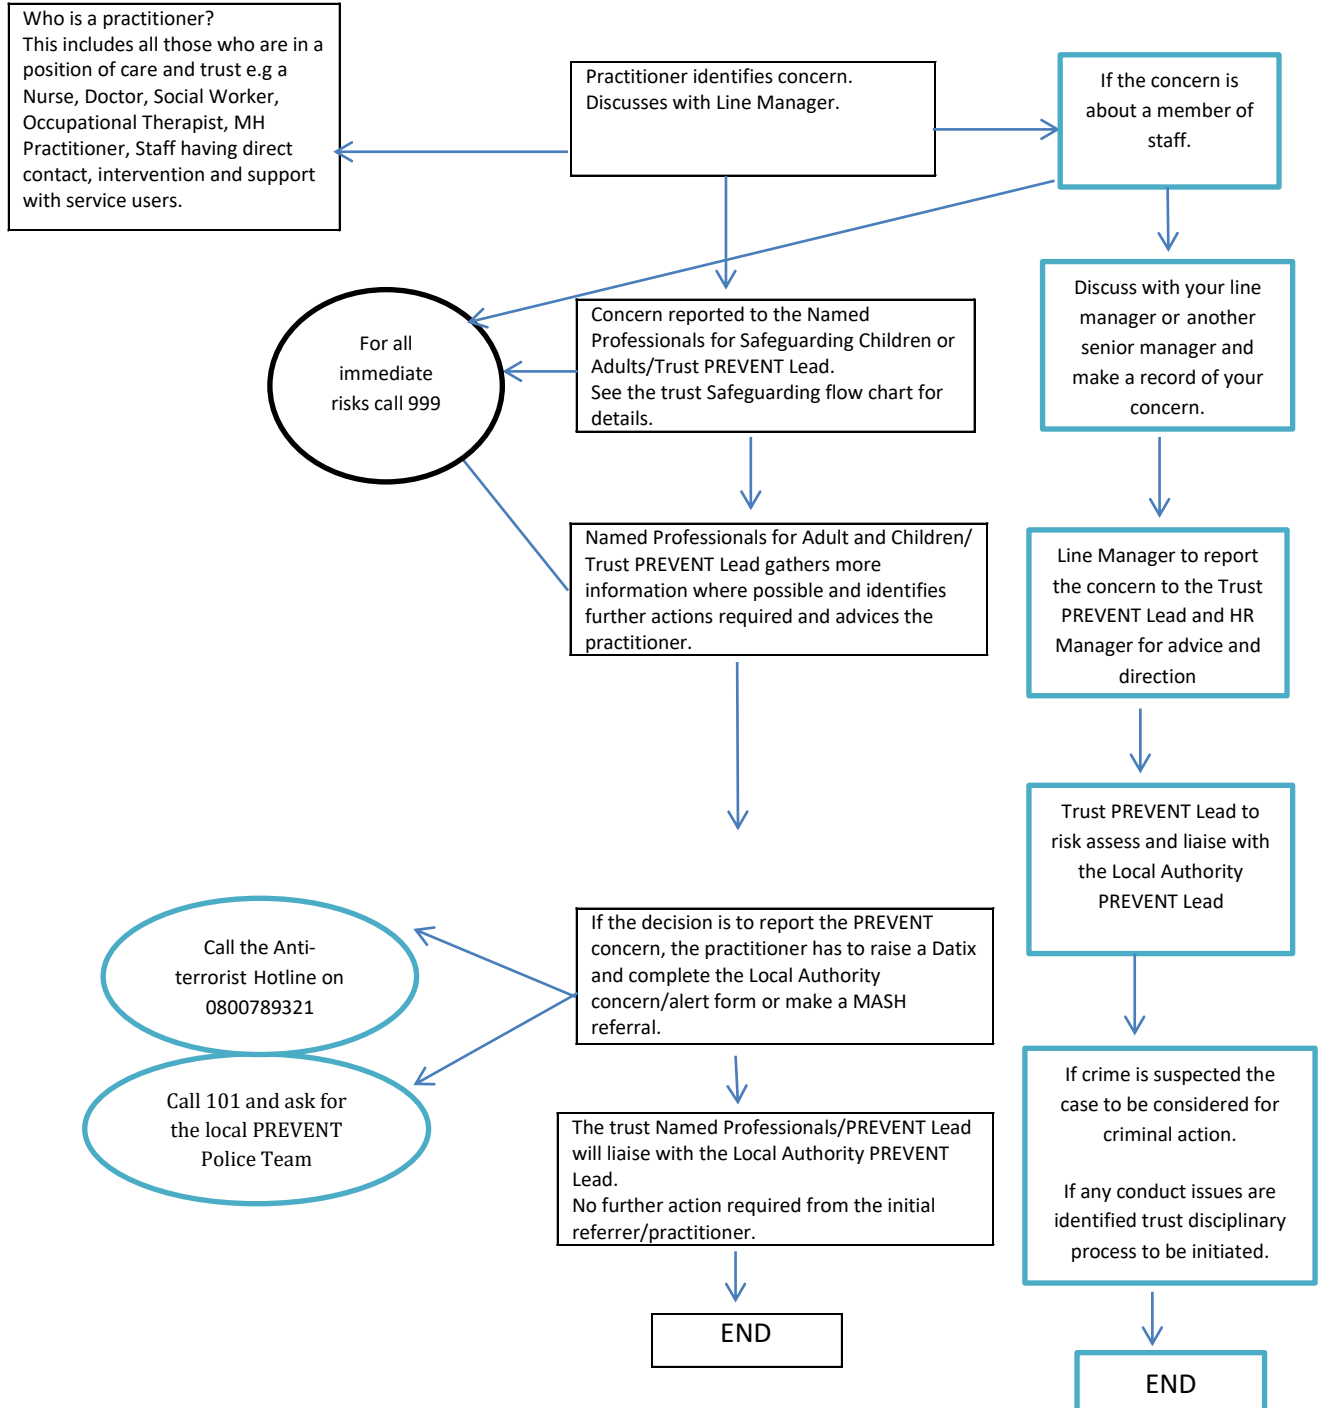 Who is a practitioner?
This includes all those who are in a
position of care and trust e.g a
Nurse, Doctor, Social Worker,
Occupational Therapist, MH
Practitioner, Staff having direct
contact, intervention and support
with service users.
Practitioner identifies concern.
Discusses with Line Manager.
If the concern is
about a member of
staff.
For all
immediate
risks call 999
Concern reported to the Named
Professionals for Safeguarding Children or
Adults/Trust PREVENT Lead.
See the trust Safeguarding flow chart for
details.
Discuss with your line
manager or another
senior manager and
make a record of your
concern.
Named Professionals for Adult and Children/
Trust PREVENT Lead gathers more
information where possible and identifies
further actions required and advices the
practitioner.
Line Manager to report
the concern to the Trust
PREVENT Lead and HR
Manager for advice and
direction
Trust PREVENT Lead to
risk assess and liaise with
the Local Authority
PREVENT Lead
Call the Anti-
terrorist Hotline on
0800789321
If the decision is to report the PREVENT
concern, the practitioner has to raise a Datix
and complete the Local Authority
concern/alert form or make a MASH
referral.
Call 101 and ask for
the local PREVENT
Police Team
If crime is suspected the
case to be considered for
criminal action.
If any conduct issues are
identified trust disciplinary
process to be initiated.
The trust Named Professionals/PREVENT Lead
will liaise with the Local Authority PREVENT
Lead.
No further action required from the initial
referrer/practitioner.
END
END